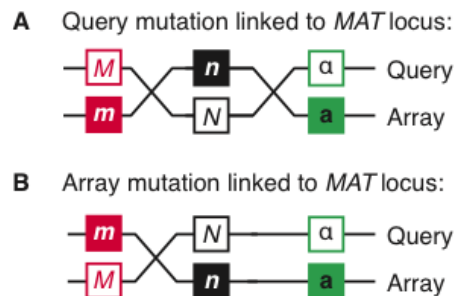 A Query mutation linked to MAT locus:
M n α Query
m N a Array
B Array mutation linked to MAT locus:
m N α Query
M n a Array